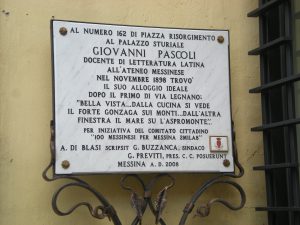 AL NUMERO 162 DI PIAZZA RISORGIMENTO
AL PALAZZO STURIALE
GIOVANNI PASCOLI
DOCENTE DI LETTERATURA LATINA
ALL'ATENEO MESSINESE
NEL NOVEMBRE 1898 TROVO'
IL SUO ALLOGGIO IDEALE
DOPO IL PRIMO DI VIA LEGNANO:
"BELLA VISTA...DALLA CUCINA SI VEDE
IL FORTE GONZAGA SUI MONTI...DALL'ALTRA
FINESTRA IL MARE SU L'ASPROMONTE".
PER INIZIATIVA DEL COMITATO CITTADINO
"100 MESSINESI PER MESSINA 2MILA8"
A. DI BLASI SCRIPSIT G. BUZZANCA, SINDACO
G. PREVITI, PRES. C.C. POSUERUNT
MESSINA A.D. 2008